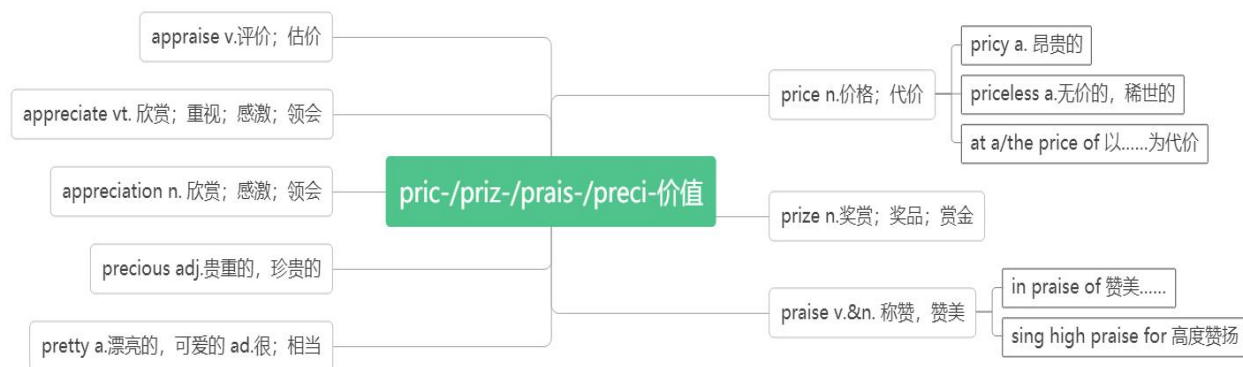 appraise v.评价；估价
appreciate vt. 欣赏；重视；感激；领会
appreciation n. 欣赏；感激；领会
precious adj.贵重的，珍贵的
pretty a.漂亮的，可爱的 ad.很；相当
pric-/priz-/prais-/preci-价值
price n.价格；代价
pricy a. 昂贵的
priceless a.无价的，稀世的
at a/the price of 以……为代价
prize n.奖赏；奖品；赏金
praise v.&n. 称赞，赞美
in praise of 赞美……
sing high praise for 高度赞扬